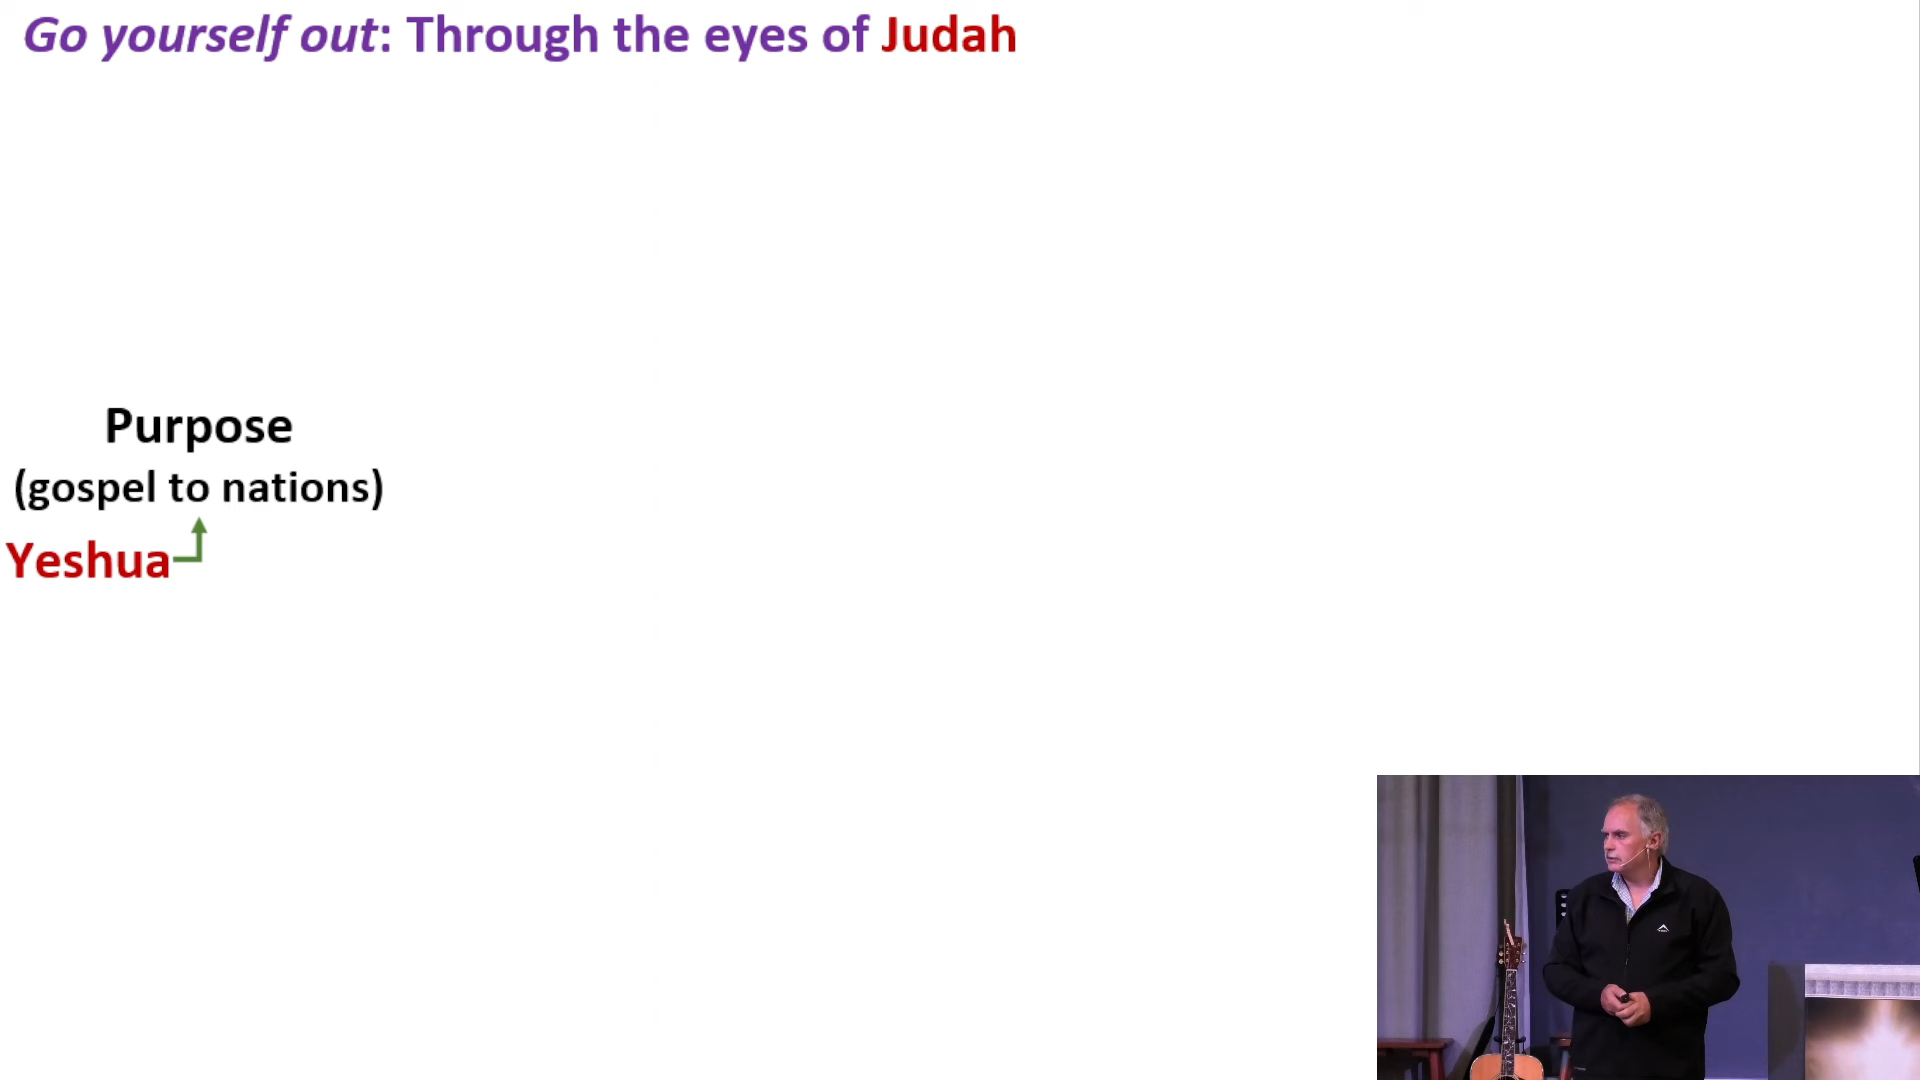 Go yourself out: Through the eyes of Judah
Purpose
(gospel to nations)
Yeshua